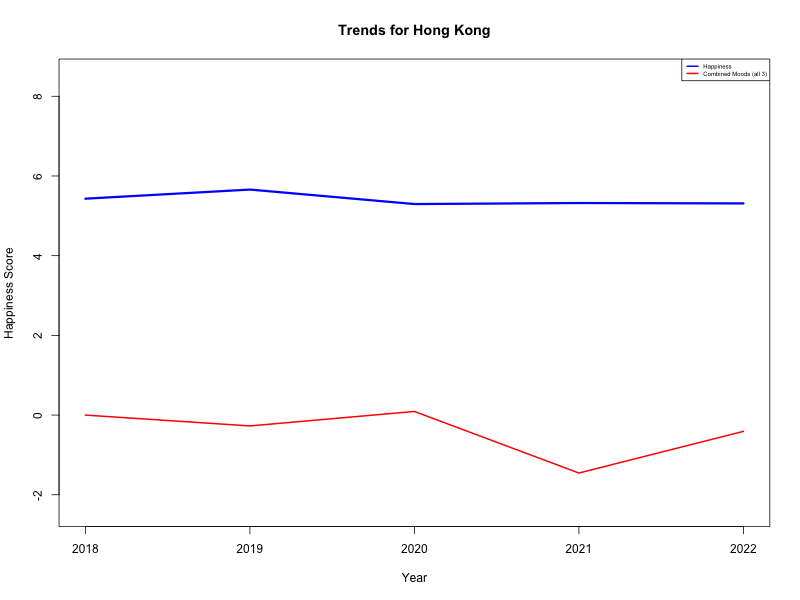 Trends for Hong Kong
Happiness
Combined Moods (all 3)
8
6
4
2
0
-2
Happiness Score
2018 2019 2020 2021 2022
Year